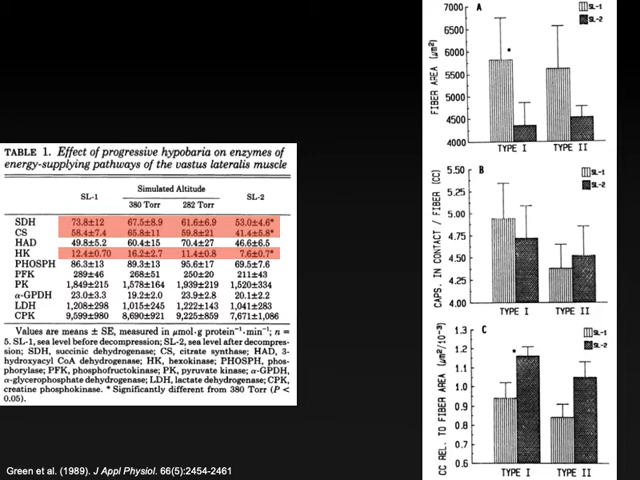 TABLE 1. Effect of progressive hypobaria on enzymes of
energy-supplying pathways of the vastus lateralis muscle
SL-1 Simulated Altitude SL-2
380 Torr 282 Torr
SDH 73.8±12 67.5±8.9 61.6±6.9 53.0±4.6*
CS 58.4±7.4 65.8±11 59.8±21 41.4±5.8*
HAD 49.8±5.2 60.4±15 70.4±27 46.6±6.5
HK 12.4±0.70 16.2±2.7 11.4±0.8 7.6±0.7*
PHOSPH 86.3±13 89.3±13 95.6±17 69.5±7.6
PFK 289±46 268±51 250±20 211±43
PK 1,849±215 1,578±164 1,939±219 1,520±334
α-GPDH 23.0±3.3 19.2±2.0 23.9±2.8 20.1±2.2
LDH 1,208±298 1,015±245 1,222±143 1,041±283
CPK 9,599±984 8,690±921 9,225±859 7,671±1,086
Values are means ± SE, measured in μmol·g protein⁻¹·min⁻¹; n =
5. SL-1, sea level before decompression; SL-2, sea level after decompres-
sion; SDH, succinic dehydrogenase; CS, citrate synthase; HAD, 3-
hydroxyacyl CoA dehydrogenase; HK, hexokinase; PHOSPH, phos-
phorylase; PFK, phosphofructokinase; PK, pyruvate kinase; α-GPDH,
α-glycerophosphate dehydrogenase; LDH, lactate dehydrogenase; CPK,
creatine phosphokinase. * Significantly different from 380 Torr (P <
0.05).
Green et al. (1989). J Appl Physiol. 66(5):2454-2461
A
SL-1
SL-2
FIBER AREA (μm²)
7000
6500
6000
5500
5000
4500
4000
*
TYPE I TYPE II
B
SL-1
SL-2
CAPS. IN CONTACT / FIBER (CC)
5.50
5.25
5.00
4.75
4.50
4.25
4.00
TYPE I TYPE II
C
SL-1
SL-2
CC REL. TO FIBER AREA (μm²/10⁻³)
1.3
1.2
1.1
1.0
0.9
0.8
0.7
0.6
*
TYPE I TYPE II